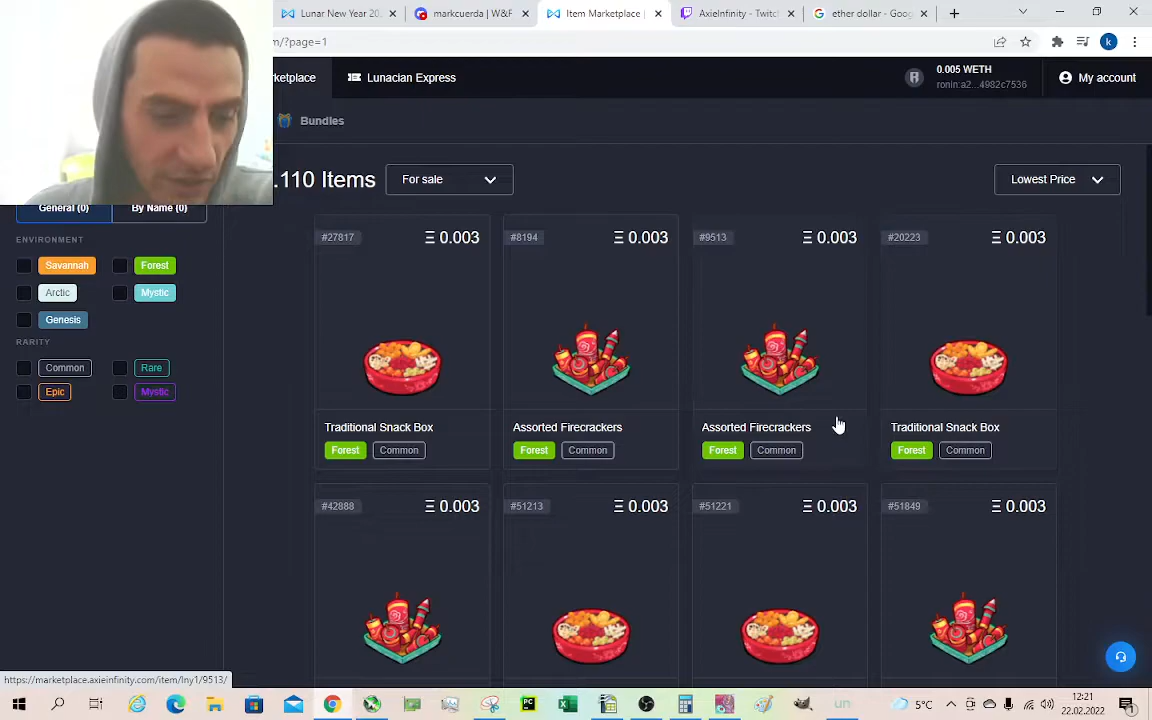 Lunar New Year 20
markcuerda | W&F
Item Marketplace |
AxieInfinity - Twitch
ether dollar - Goog
m/?page=1
k
rketplace
Lunacian Express
0.005 WETH
ronin:a2...4982c7536
My account
Bundles
.110 Items
For sale
Lowest Price
General (0)
By Name (0)
ENVIRONMENT
Savannah
Forest
Arctic
Mystic
Genesis
RARITY
Common
Rare
Epic
Mystic
#27817
Ξ 0.003
#8194
Ξ 0.003
#9513
Ξ 0.003
#20223
Ξ 0.003
Traditional Snack Box
Assorted Firecrackers
Assorted Firecrackers
Traditional Snack Box
Forest
Common
Forest
Common
Forest
Common
Forest
Common
#42888
Ξ 0.003
#51213
Ξ 0.003
#51221
Ξ 0.003
#51849
Ξ 0.003
https://marketplace.axieinfinity.com/item/lny1/9513/
PC
un
5°C
12:21
22.02.2022
1